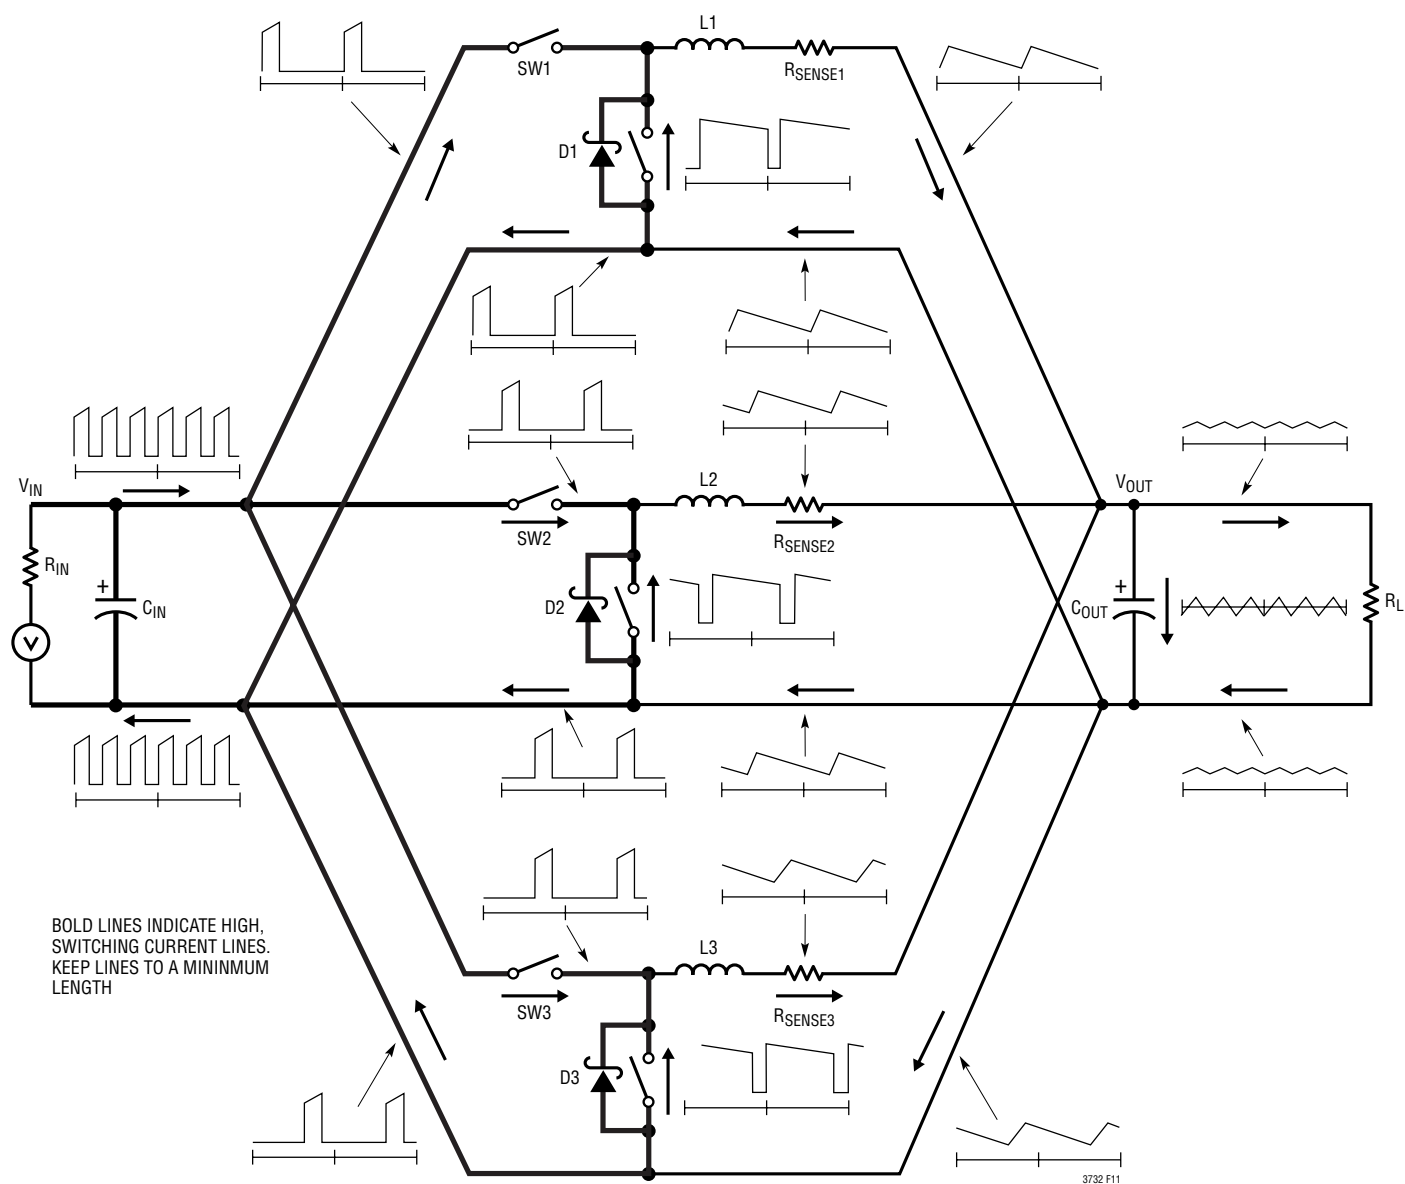 L1
SW1
RSENSE1
D1
VIN
L2
VOUT
SW2
RSENSE2
RIN
+
CIN
D2
+
COUT
RL
V
BOLD LINES INDICATE HIGH,
SWITCHING CURRENT LINES.
KEEP LINES TO A MININMUM
LENGTH
L3
SW3
RSENSE3
D3
3732 F11